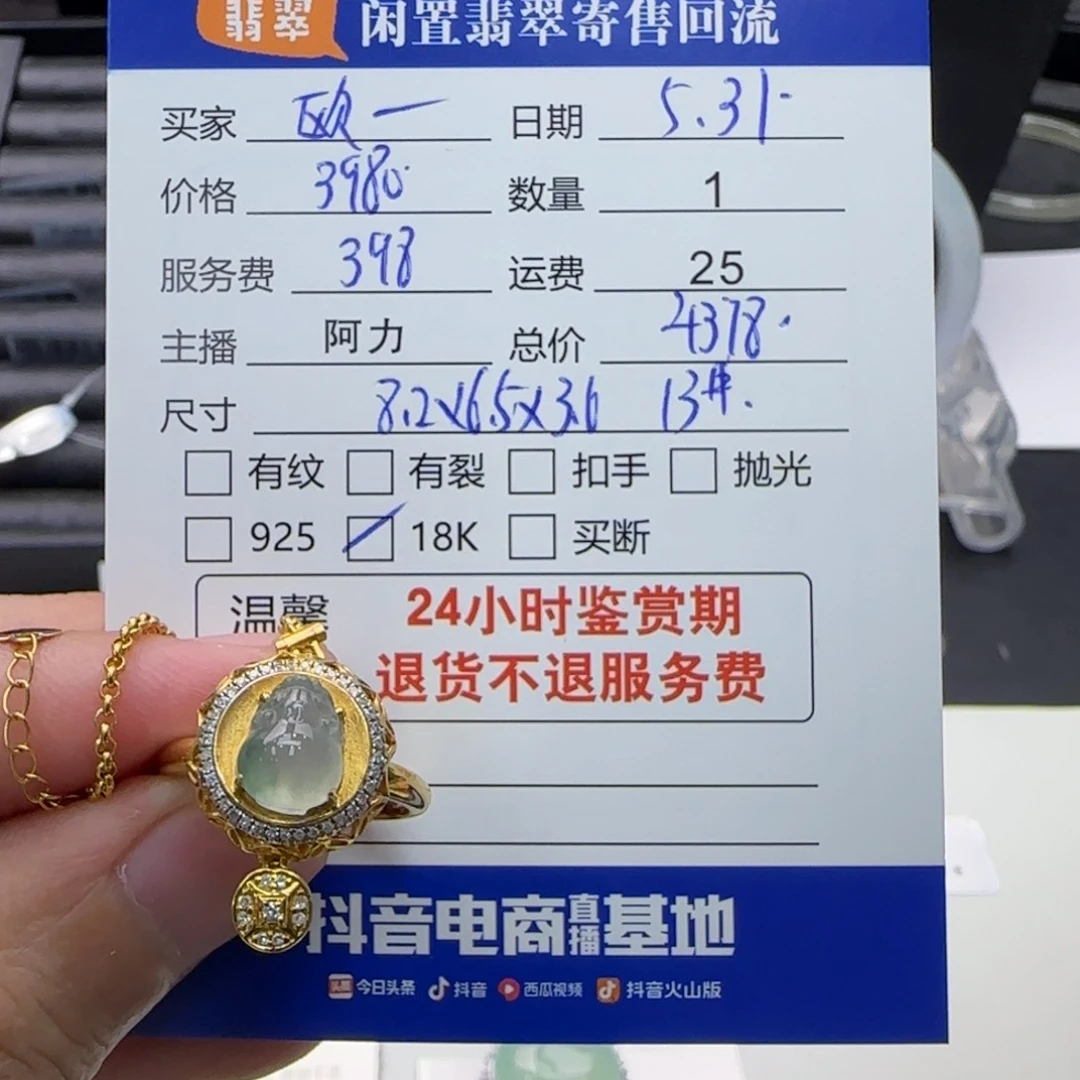 翡翠 闲置翡翠寄售回流
买家 欧一 日期 5.31.
价格 3980 数量 1
服务费 398 运费 25
主播 阿力 总价 4378.
尺寸 8.2x6.5x3.6 13#.
有纹 有裂 扣手 抛光
925 18K 买断
温馨 24小时鉴赏期
退货不退服务费
抖音电商直播基地
头条 今日头条 抖音 西瓜视频 抖音火山版